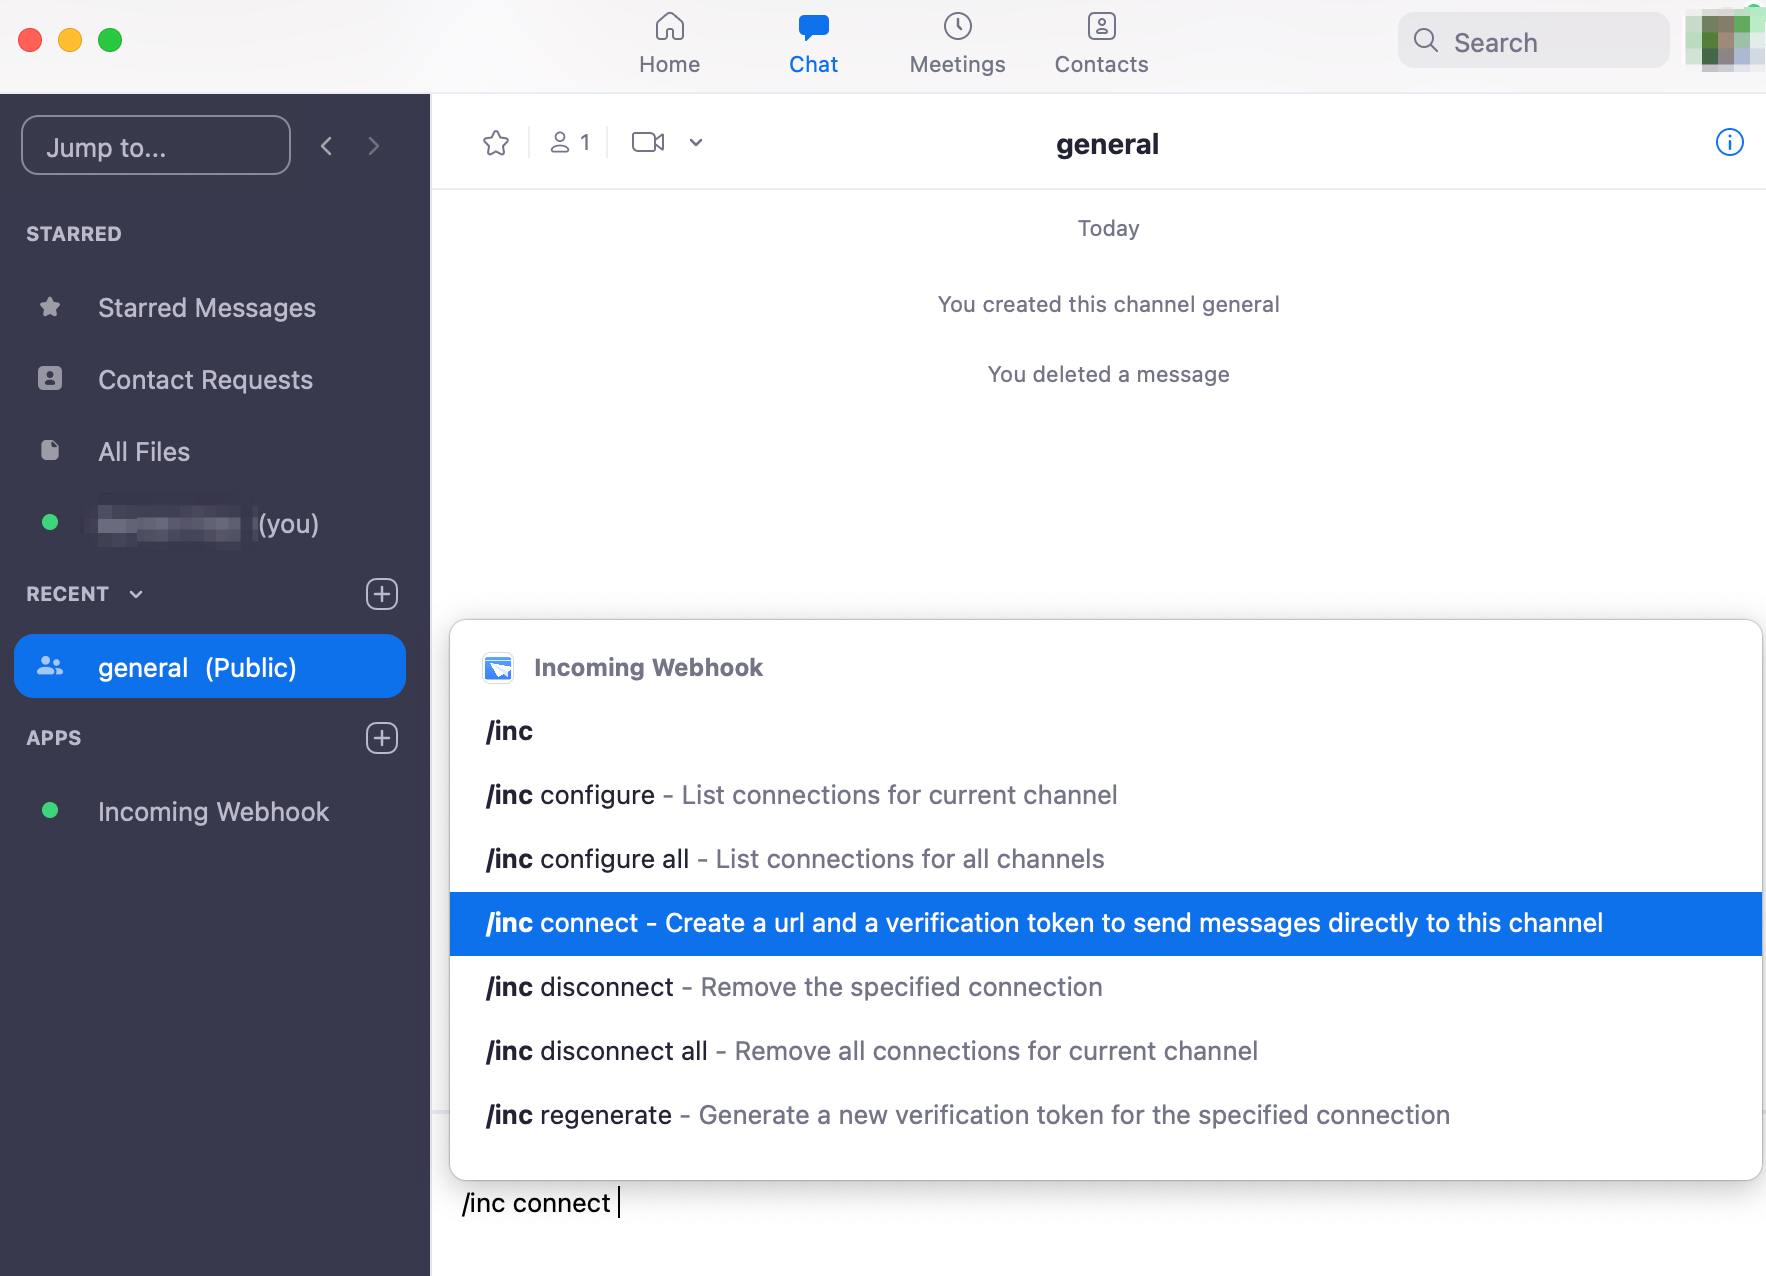 Home
Chat
Meetings
Contacts
Search
Jump to...
STARRED
Starred Messages
Contact Requests
All Files
(you)
RECENT
general (Public)
APPS
Incoming Webhook
1
general
Today
You created this channel general
You deleted a message
Incoming Webhook
/inc
/inc configure - List connections for current channel
/inc configure all - List connections for all channels
/inc connect - Create a url and a verification token to send messages directly to this channel
/inc disconnect - Remove the specified connection
/inc disconnect all - Remove all connections for current channel
/inc regenerate - Generate a new verification token for the specified connection
/inc connect